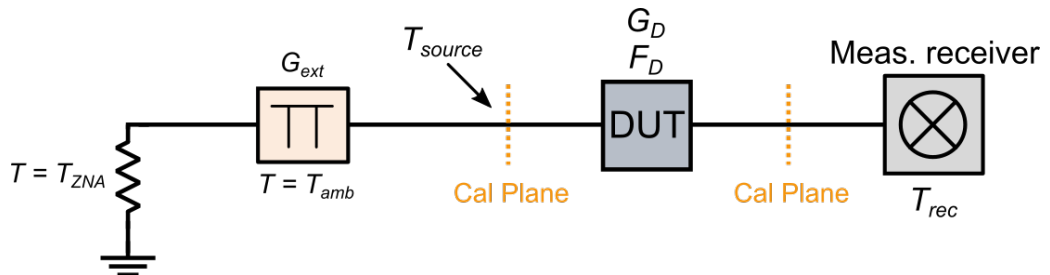 T = T_ZNA
G_ext
T = T_amb
T_source
Cal Plane
G_D
F_D
DUT
Cal Plane
Meas. receiver
T_rec